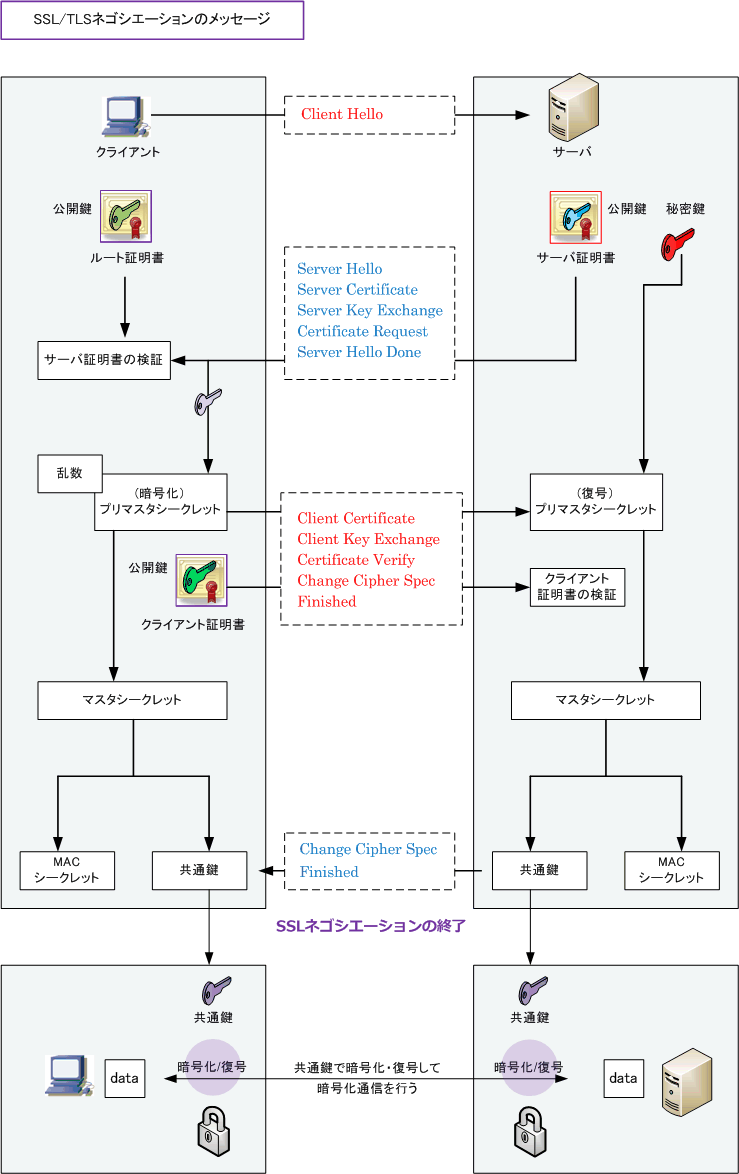 SSL/TLSネゴシエーションのメッセージ
Client Hello
クライアント
サーバ
公開鍵
ルート証明書
公開鍵
サーバ証明書
秘密鍵
Server Hello
Server Certificate
Server Key Exchange
Certificate Request
Server Hello Done
サーバ証明書の検証
乱数
(暗号化)
プリマスタシークレット
(復号)
プリマスタシークレット
Client Certificate
Client Key Exchange
Certificate Verify
Change Cipher Spec
Finished
公開鍵
クライアント証明書
クライアント
証明書の検証
マスタシークレット
マスタシークレット
MAC
シークレット
共通鍵
Change Cipher Spec
Finished
共通鍵
MAC
シークレット
SSLネゴシエーションの終了
共通鍵
共通鍵
data
暗号化/復号
共通鍵で暗号化・復号して
暗号化通信を行う
暗号化/復号
data